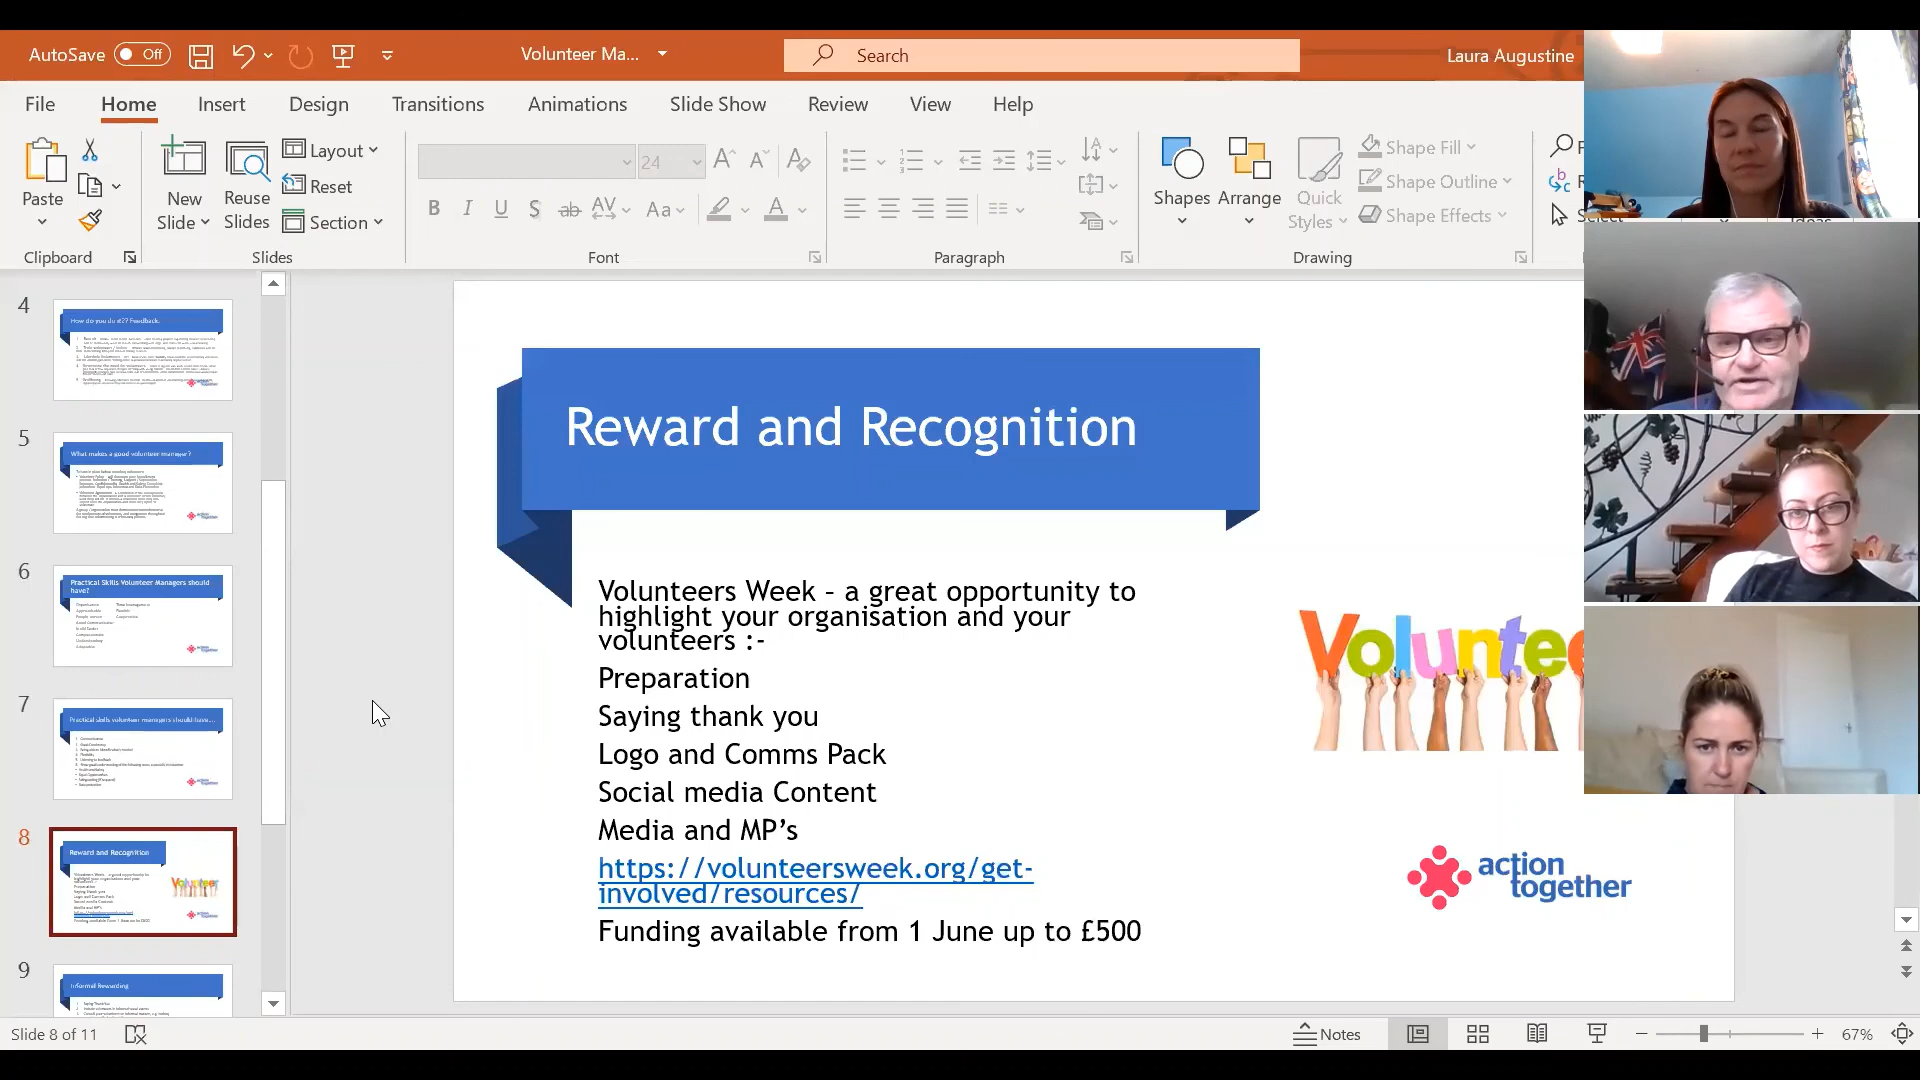 AutoSave Off
Volunteer Ma...
Search
Laura Augustine
File Home Insert Design Transitions Animations Slide Show Review View Help
Paste
New Slide
Reuse Slides
Layout
Reset
Section
24
B I U S ab AV Aa A
Shapes
Arrange
Quick Styles
Shape Fill
Shape Outline
Shape Effects
Select
Clipboard
Slides
Font
Paragraph
Drawing
4
How do you do it?? Feedback.
5
What makes a good volunteer manager?
6
Practical Skills Volunteer Managers should have?
7
Practical skills volunteer managers should have...
8
Reward and Recognition
9
Informal Rewarding
Reward and Recognition
Volunteers Week – a great opportunity to
highlight your organisation and your
volunteers :-
Preparation
Saying thank you
Logo and Comms Pack
Social media Content
Media and MP’s
https://volunteersweek.org/get-
involved/resources/
Funding available from 1 June up to £500
Voluntee
action
together
Slide 8 of 11
Notes
67%